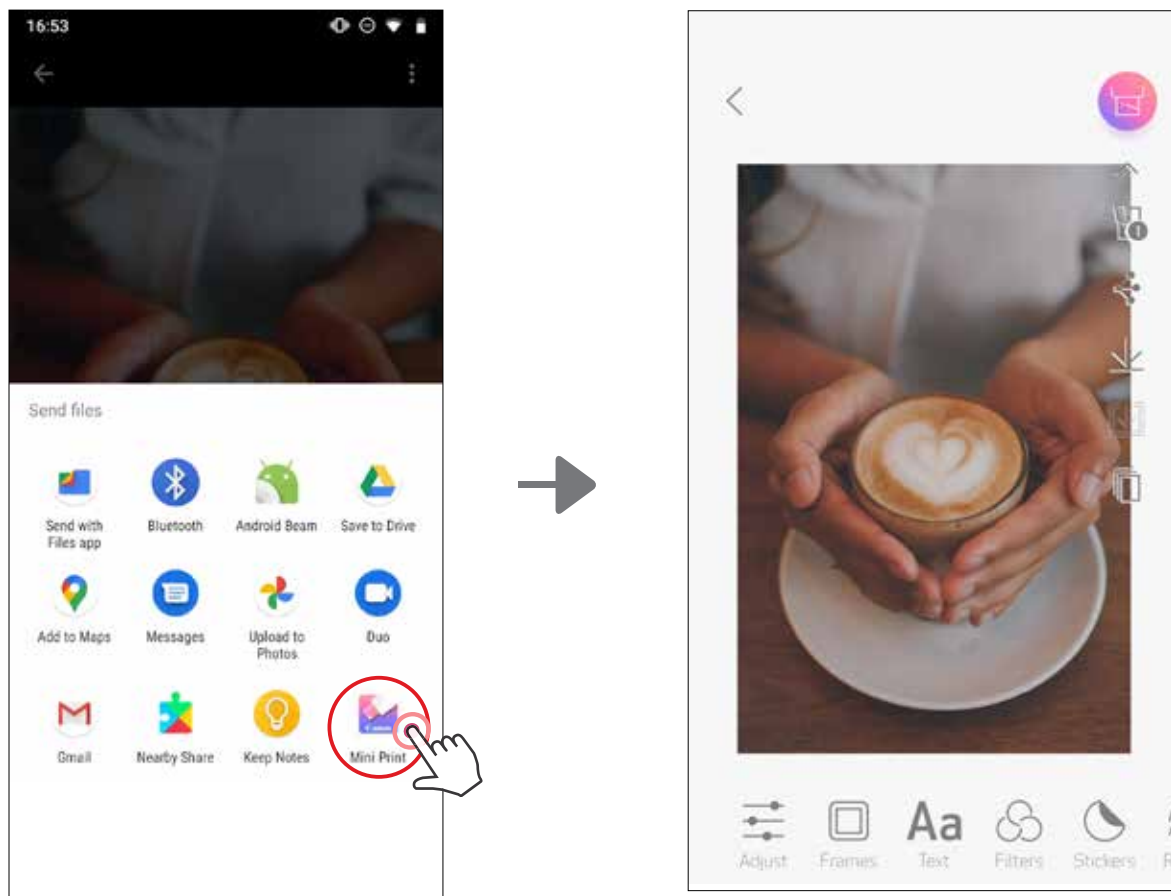 16:53
Send files
Send with
Files app
Bluetooth
Android Beam
Save to Drive
Add to Maps
Messages
Upload to
Photos
Duo
Gmail
Nearby Share
Keep Notes
Mini Print
1
Aa
Adjust
Frames
Text
Filters
Stickers